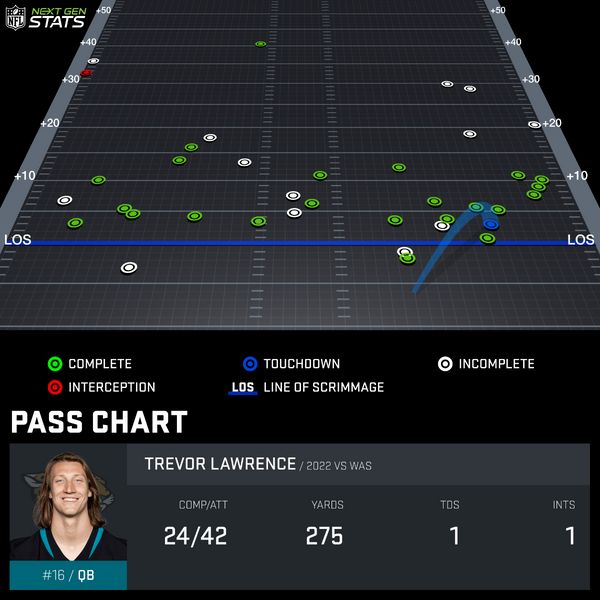 NFL NEXT GEN STATS
+50 +50
+40 +40
+30 +30
+20 +20
+10 +10
LOS LOS
COMPLETE TOUCHDOWN INCOMPLETE
INTERCEPTION LOS LINE OF SCRIMMAGE
PASS CHART
TREVOR LAWRENCE / 2022 VS WAS
COMP/ATT YARDS TDS INTS
24/42 275 1 1
#16 / QB